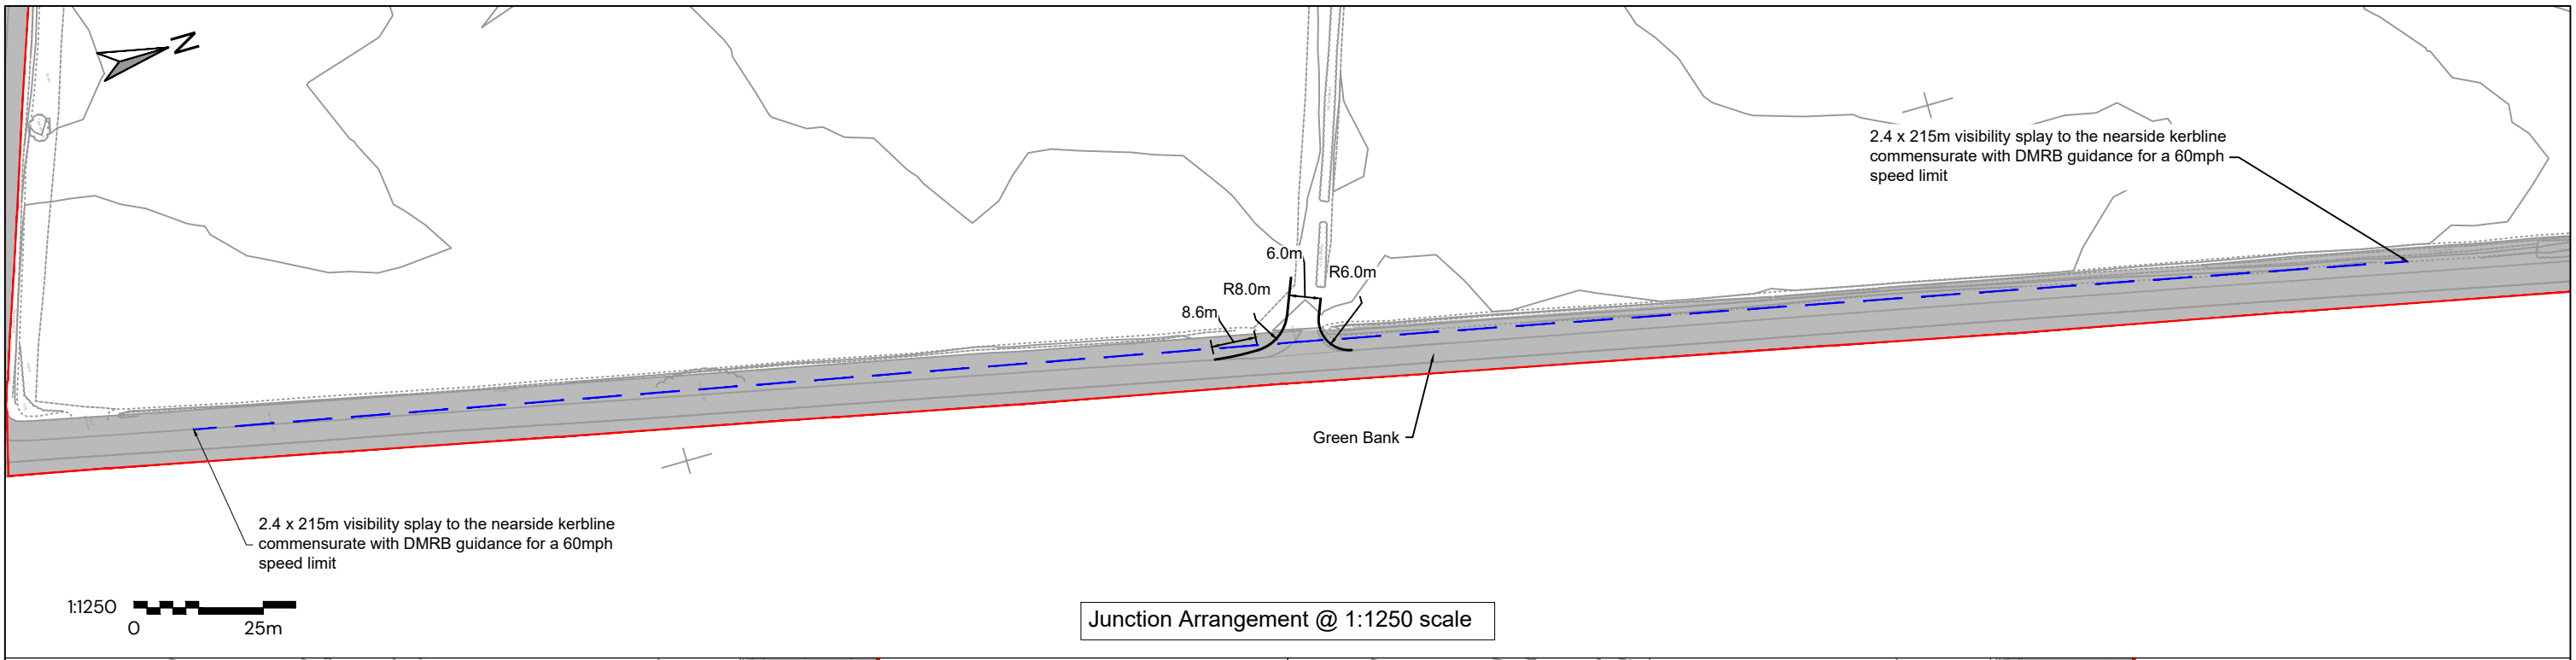 N
2.4 x 215m visibility splay to the nearside kerbline
commensurate with DMRB guidance for a 60mph
speed limit
6.0m
R6.0m
R8.0m
8.6m
Green Bank
2.4 x 215m visibility splay to the nearside kerbline
commensurate with DMRB guidance for a 60mph
speed limit
1:1250
0 25m
Junction Arrangement @ 1:1250 scale